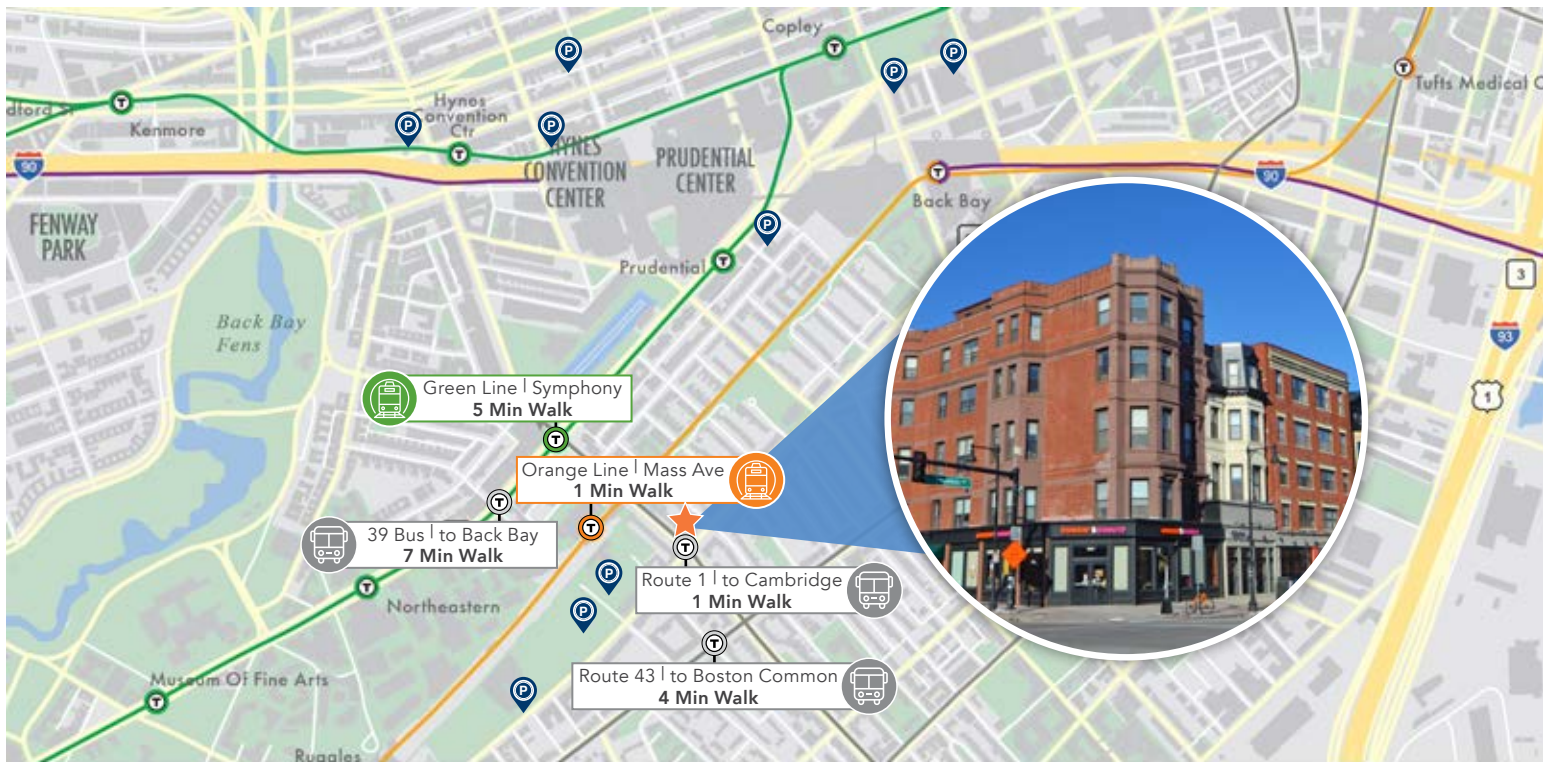 Copley
Tufts Medical C
dford St
Kenmore
Hynes
Convention
Ctr
90
HYNES
CONVENTION
CENTER
PRUDENTIAL
CENTER
90
Back Bay
FENWAY
PARK
Prudential
3
93
1
Back Bay
Fens
Green Line | Symphony
5 Min Walk
Orange Line | Mass Ave
1 Min Walk
39 Bus | to Back Bay
7 Min Walk
Route 1 | to Cambridge
1 Min Walk
Northeastern
Route 43 | to Boston Common
4 Min Walk
Museum Of Fine Arts
Ruggles
P
P
P
P
P
P
P
P
P
P
T
T
T
T
T
T
T
T
T
T
T
T
T